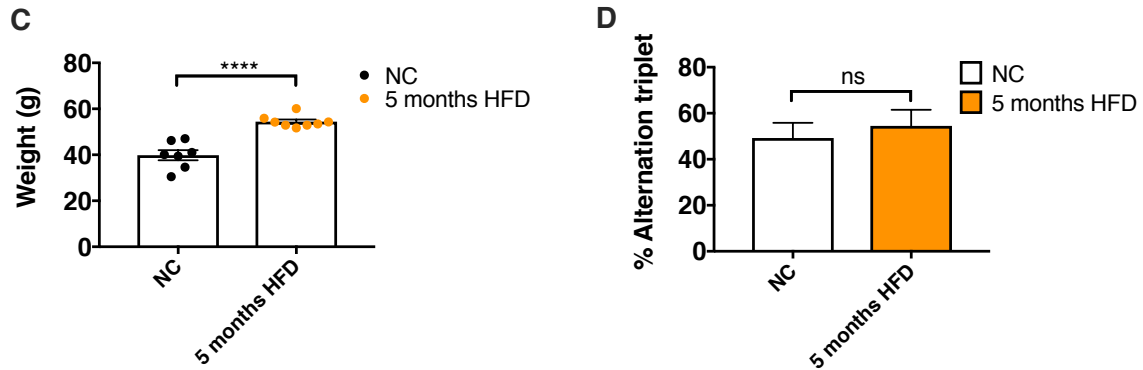 C
Weight (g)
80
60
40
20
0
****
NC
5 months HFD
NC
5 months HFD
D
% Alternation triplet
80
60
40
20
0
ns
NC
5 months HFD
NC
5 months HFD